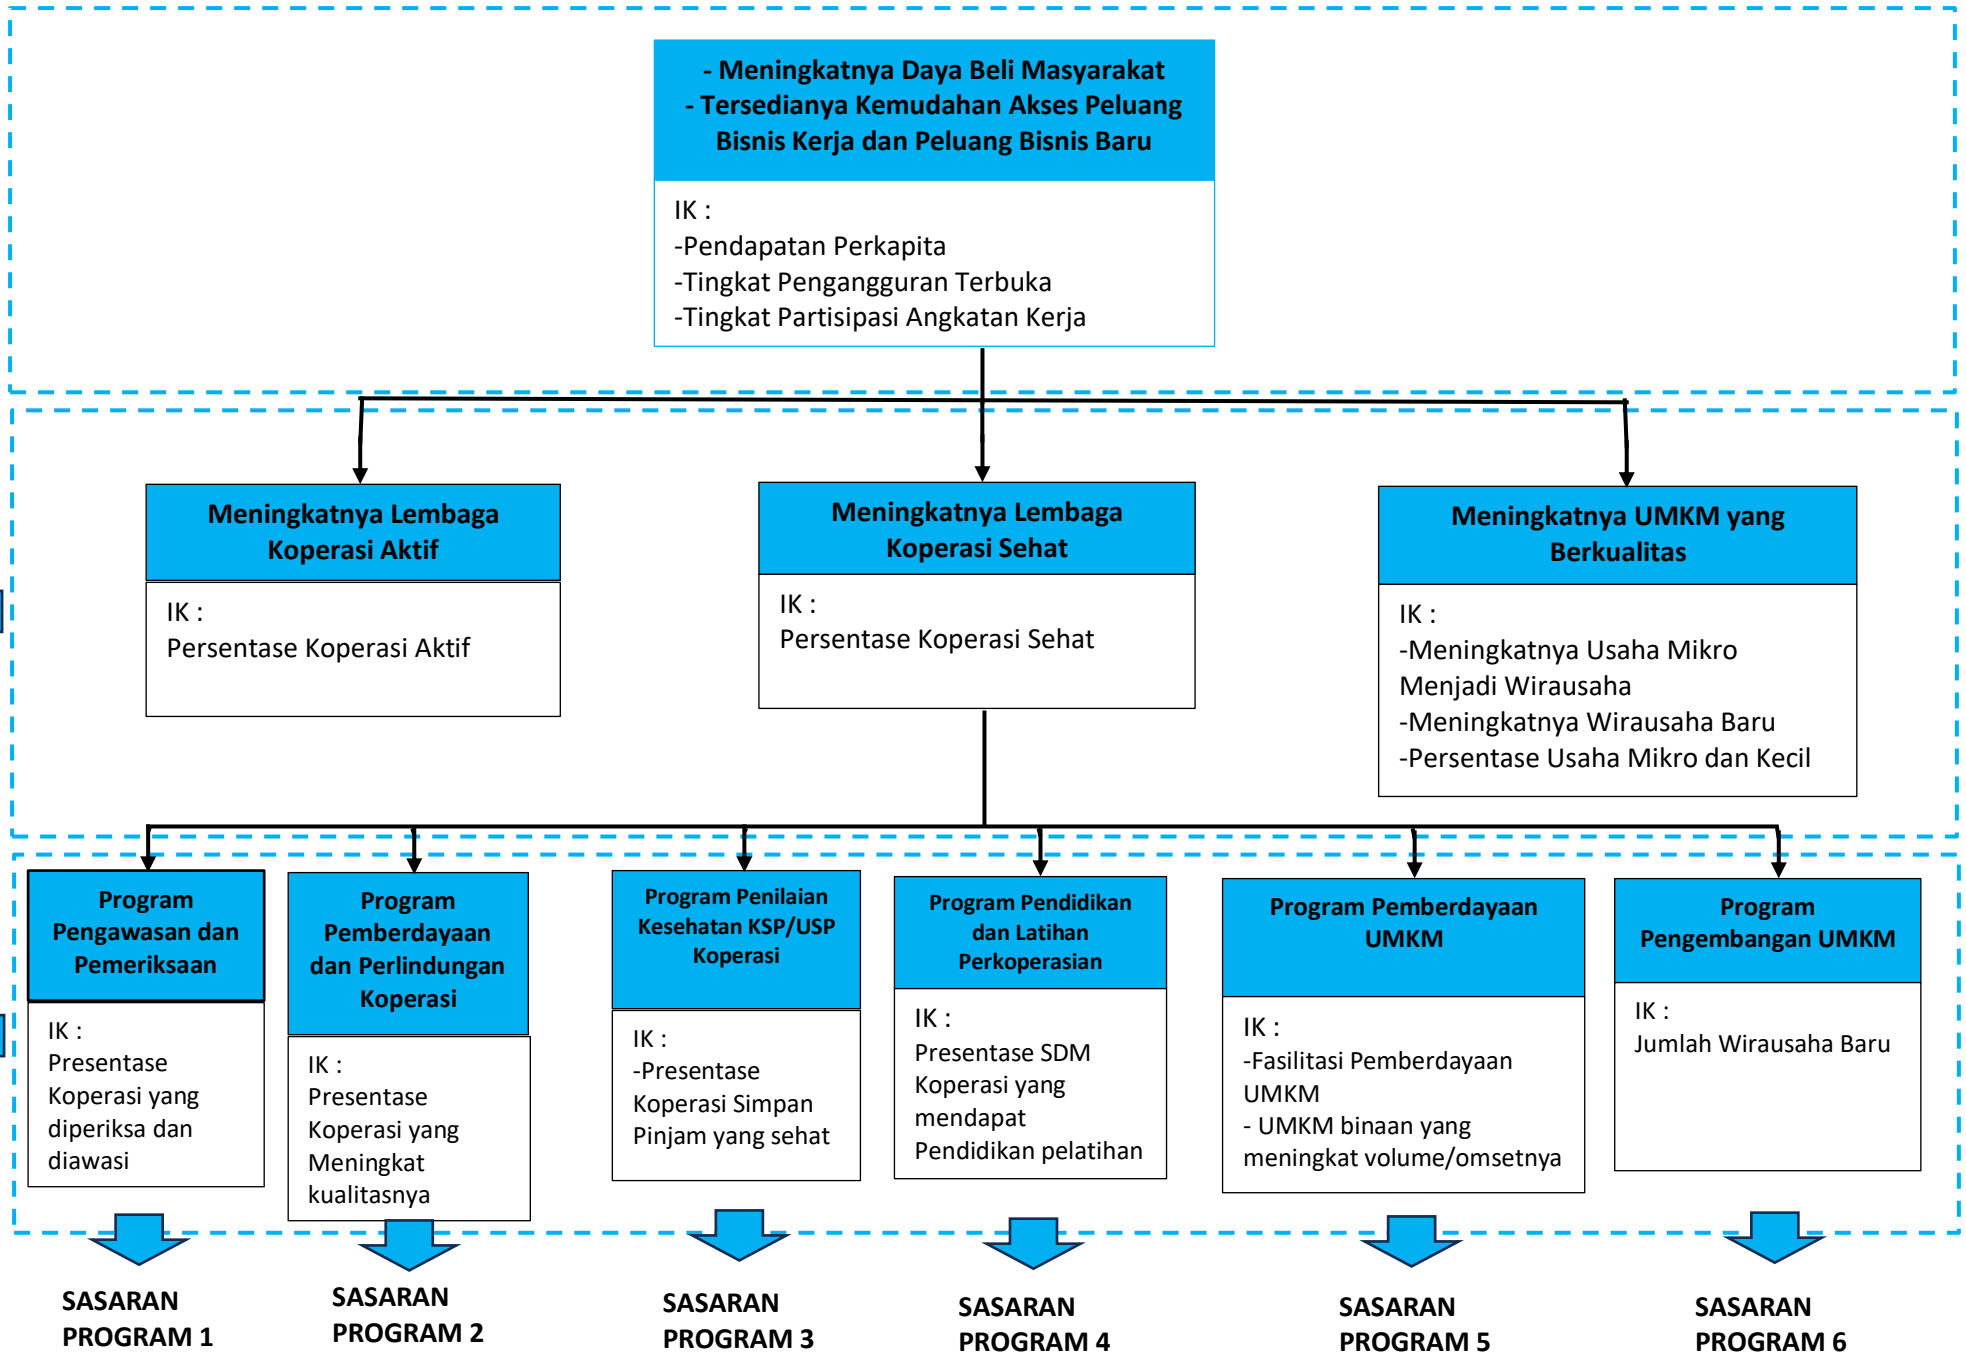 - Meningkatnya Daya Beli Masyarakat
- Tersedianya Kemudahan Akses Peluang
Bisnis Kerja dan Peluang Bisnis Baru
IK :
-Pendapatan Perkapita
-Tingkat Pengangguran Terbuka
-Tingkat Partisipasi Angkatan Kerja
Meningkatnya Lembaga
Koperasi Aktif
IK :
Persentase Koperasi Aktif
Meningkatnya Lembaga
Koperasi Sehat
IK :
Persentase Koperasi Sehat
Meningkatnya UMKM yang
Berkualitas
IK :
-Meningkatnya Usaha Mikro
Menjadi Wirausaha
-Meningkatnya Wirausaha Baru
-Persentase Usaha Mikro dan Kecil
Program
Pengawasan dan
Pemeriksaan
IK :
Presentase
Koperasi yang
diperiksa dan
diawasi
Program
Pemberdayaan
dan Perlindungan
Koperasi
IK :
Presentase
Koperasi yang
Meningkat
kualitasnya
Program Penilaian
Kesehatan KSP/USP
Koperasi
IK :
-Presentase
Koperasi Simpan
Pinjam yang sehat
Program Pendidikan
dan Latihan
Perkoperasian
IK :
Presentase SDM
Koperasi yang
mendapat
Pendidikan pelatihan
Program Pemberdayaan
UMKM
IK :
-Fasilitasi Pemberdayaan
UMKM
- UMKM binaan yang
meningkat volume/omsetnya
Program
Pengembangan UMKM
IK :
Jumlah Wirausaha Baru
SASARAN
PROGRAM 1
SASARAN
PROGRAM 2
SASARAN
PROGRAM 3
SASARAN
PROGRAM 4
SASARAN
PROGRAM 5
SASARAN
PROGRAM 6